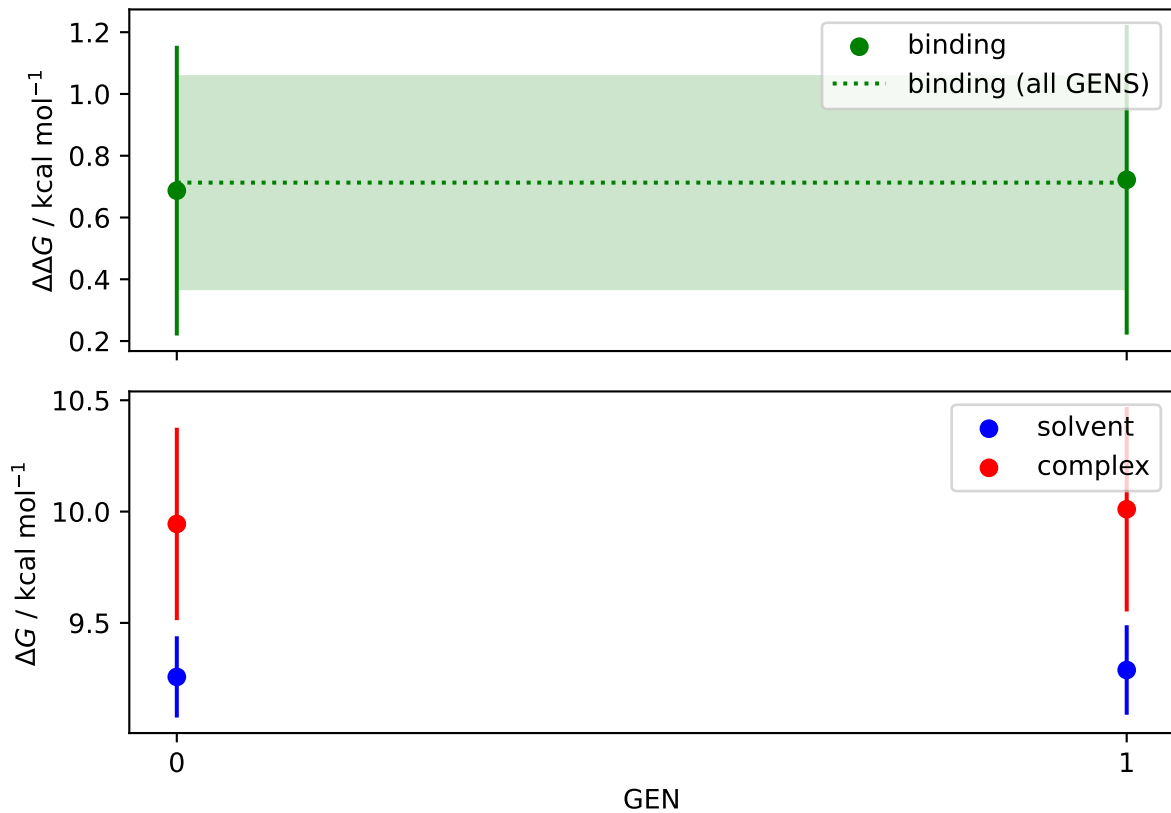 1.2
1.0
0.8
0.6
0.4
0.2
ΔΔG / kcal mol⁻¹
binding
binding (all GENS)
10.5
10.0
9.5
ΔG / kcal mol⁻¹
solvent
complex
0
1
GEN